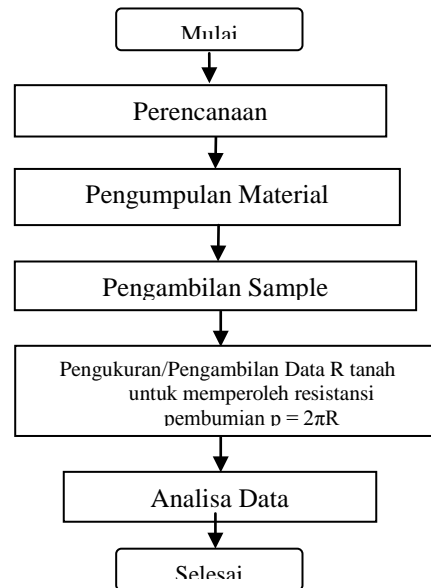 Mulai
Perencanaan
Pengumpulan Material
Pengambilan Sample
Pengukuran/Pengambilan Data R tanah
untuk memperoleh resistansi
pembumian p = 2πR
Analisa Data
Selesai